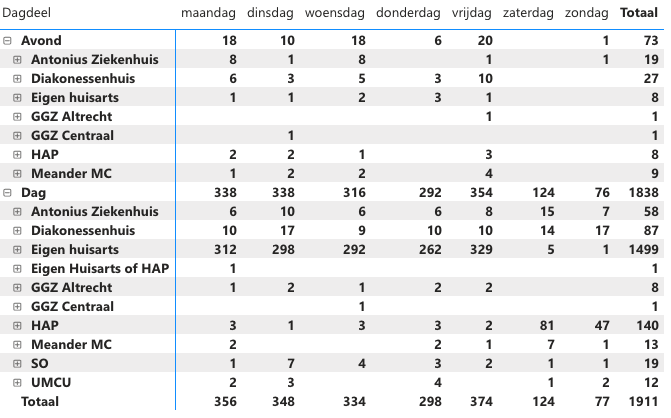 Dagdeel maandag dinsdag woensdag donderdag vrijdag zaterdag zondag Totaal
Avond 18 10 18 6 20 1 73
Antonius Ziekenhuis 8 1 8 1 1 19
Diakonessenhuis 6 3 5 3 10 27
Eigen huisarts 1 1 2 3 1 8
GGZ Altrecht 1 1
GGZ Centraal 1 1
HAP 2 2 1 3 8
Meander MC 1 2 2 4 9
Dag 338 338 316 292 354 124 76 1838
Antonius Ziekenhuis 6 10 6 6 8 15 7 58
Diakonessenhuis 10 17 9 10 10 14 17 87
Eigen huisarts 312 298 292 262 329 5 1 1499
Eigen Huisarts of HAP 1 1
GGZ Altrecht 1 2 1 2 2 8
GGZ Centraal 1 1
HAP 3 1 3 3 2 81 47 140
Meander MC 2 2 1 7 1 13
SO 1 7 4 3 2 1 1 19
UMCU 2 3 4 1 2 12
Totaal 356 348 334 298 374 124 77 1911